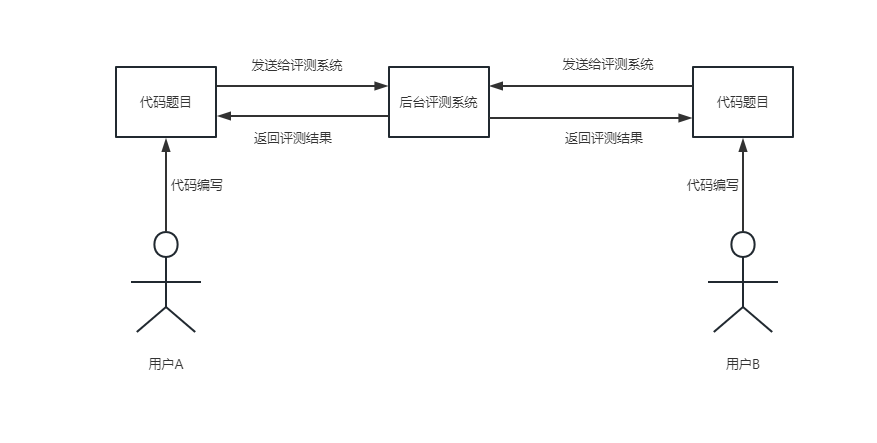 发送给评测系统
发送给评测系统
代码题目
后台评测系统
代码题目
返回评测结果
返回评测结果
代码编写
代码编写
用户A
用户B